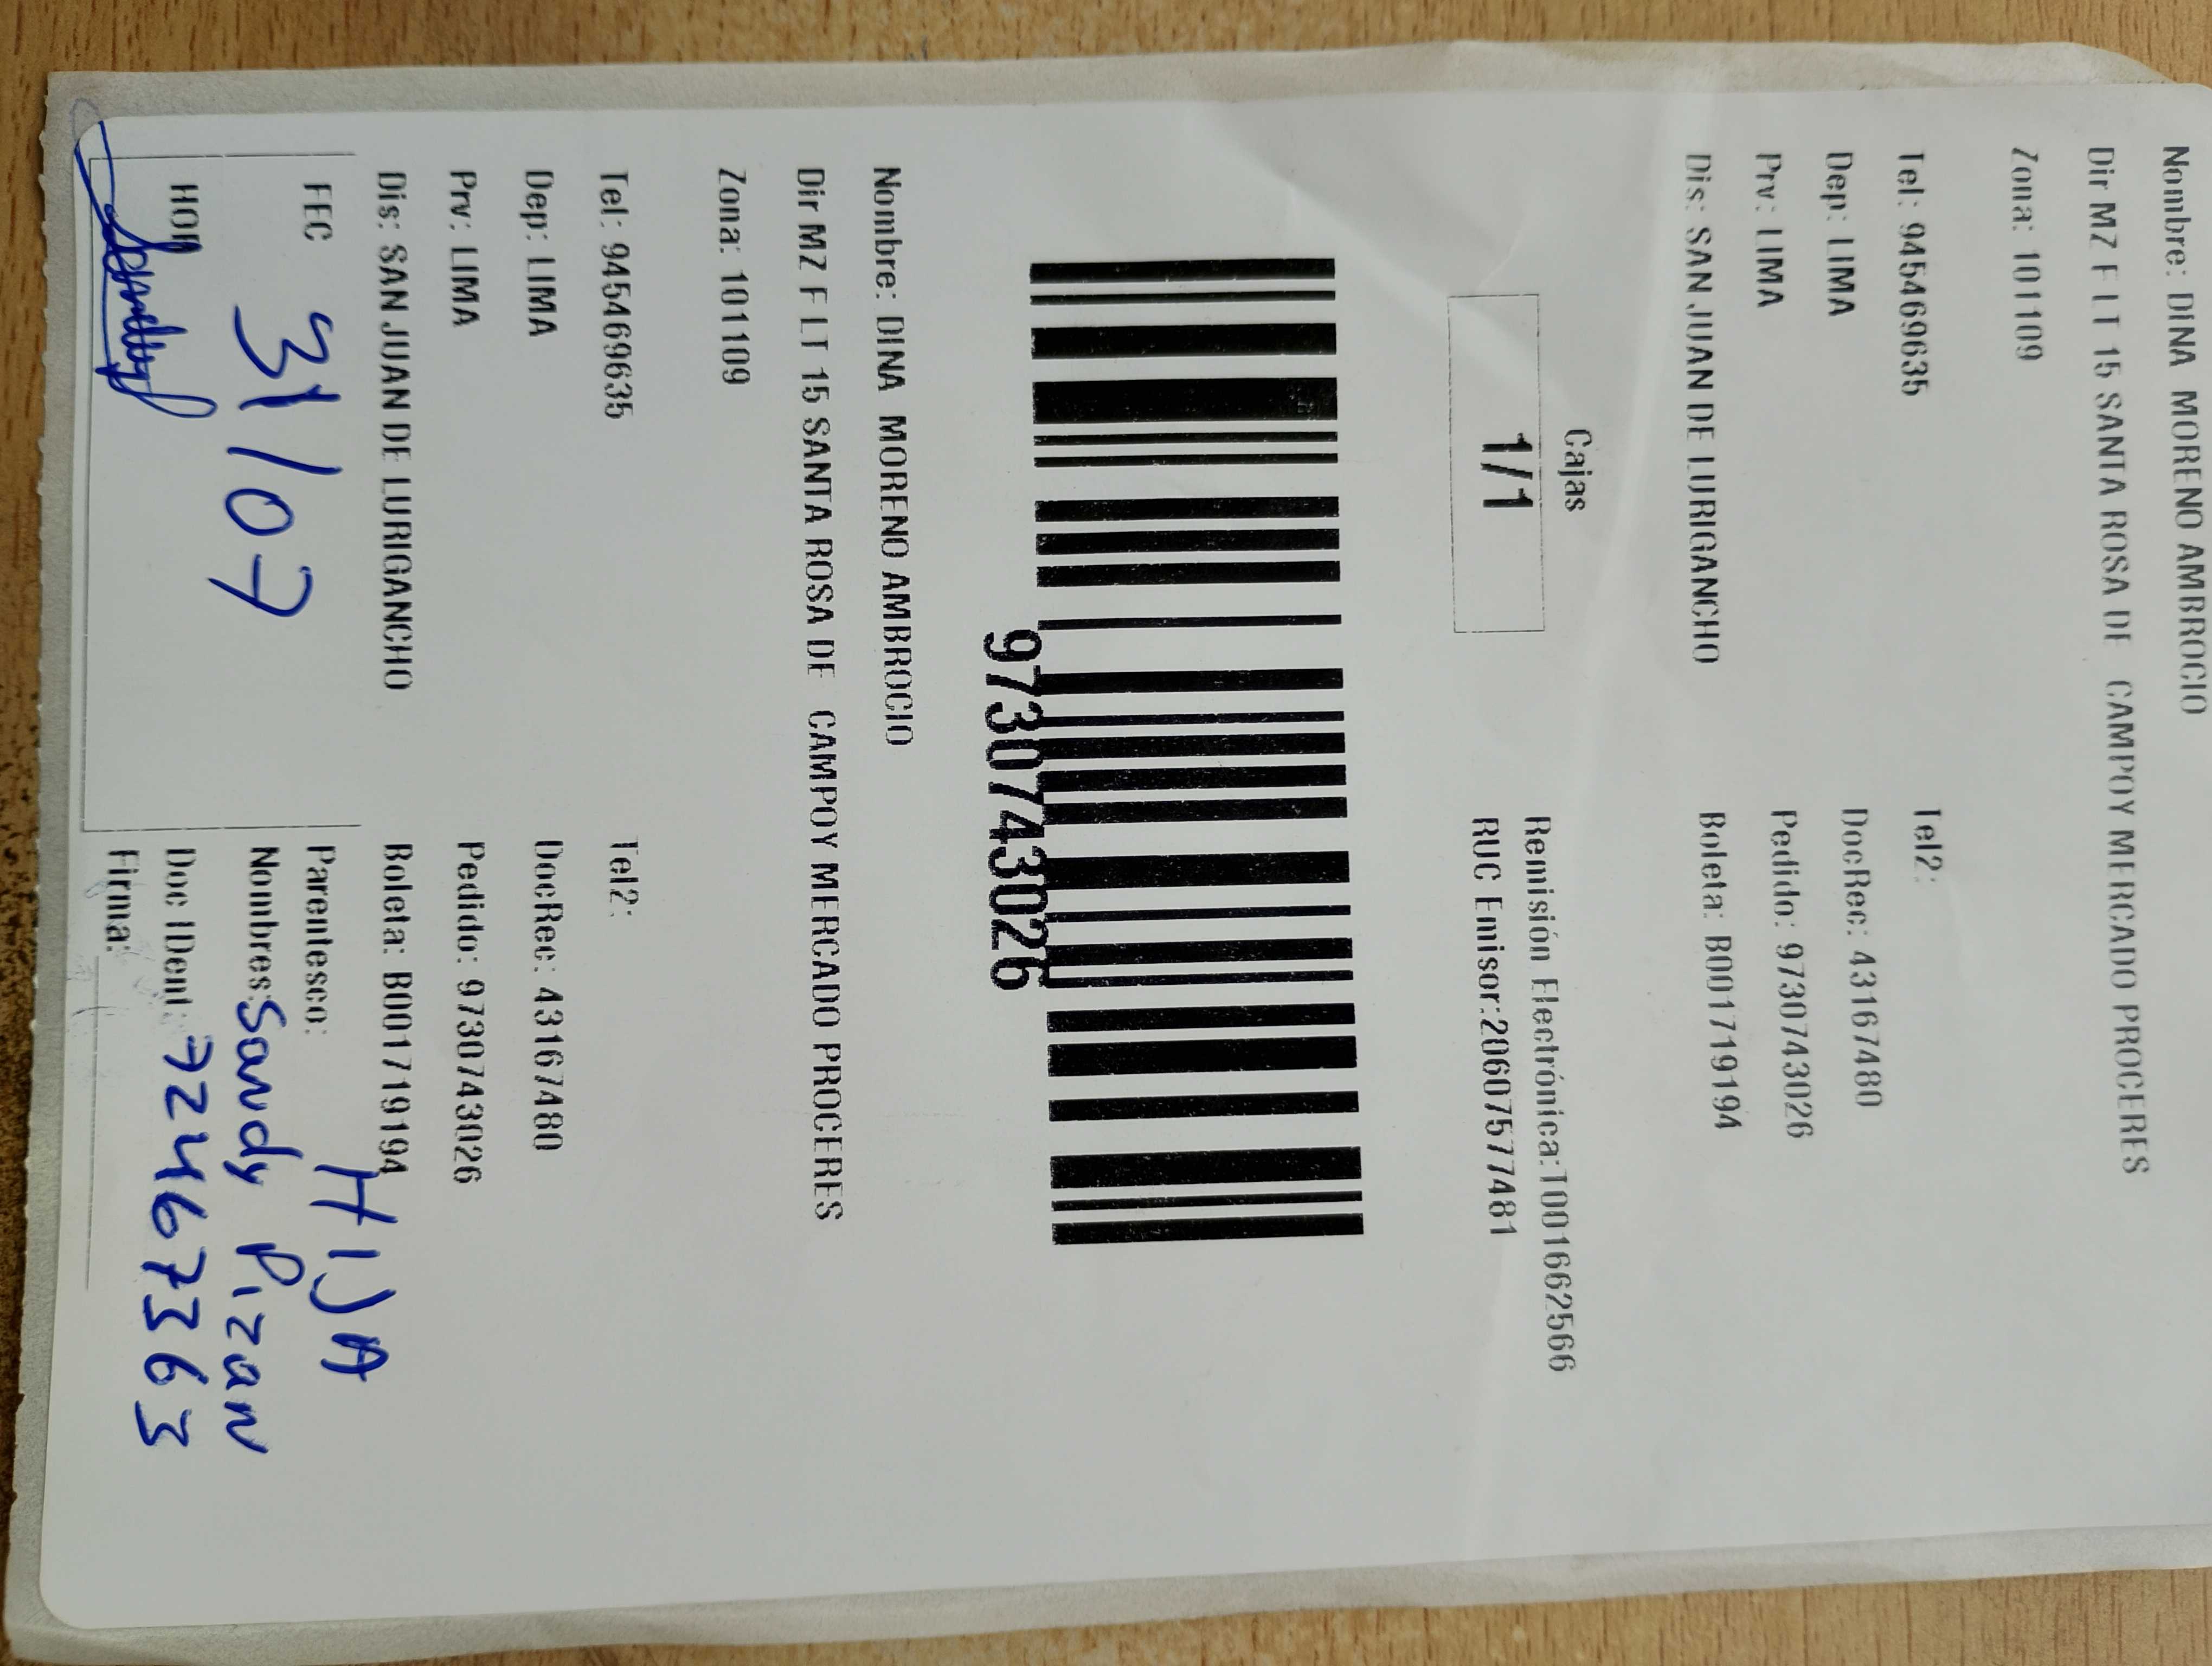 Nombre: DINA MORENO AMBROCIO
Dir MZ F LT 15 SANTA ROSA DE CAMPOY MERCADO PROCERES
Zona: 101109
Tel: 945469635 Tel2:
Dep: LIMA DocRec: 43167480
Prv: LIMA Pedido: 9730743026
Dis: SAN JUAN DE LURIGANCHO Boleta: B001719194
Cajas Remisión Electrónica:T001662566
1/1 RUC Emisor:20607577481
9730743026
Nombre: DINA MORENO AMBROCIO
Dir MZ F LT 15 SANTA ROSA DE CAMPOY MERCADO PROCERES
Zona: 101109
Tel: 945469635 Tel2:
Dep: LIMA DocRec: 43167480
Prv: LIMA Pedido: 9730743026
Dis: SAN JUAN DE LURIGANCHO Boleta: B001719194
FEC 31/07 Parentesco: HIJA
Nombres: Sandy Pizan
HOR Doc IDent: 72467363
Firma: